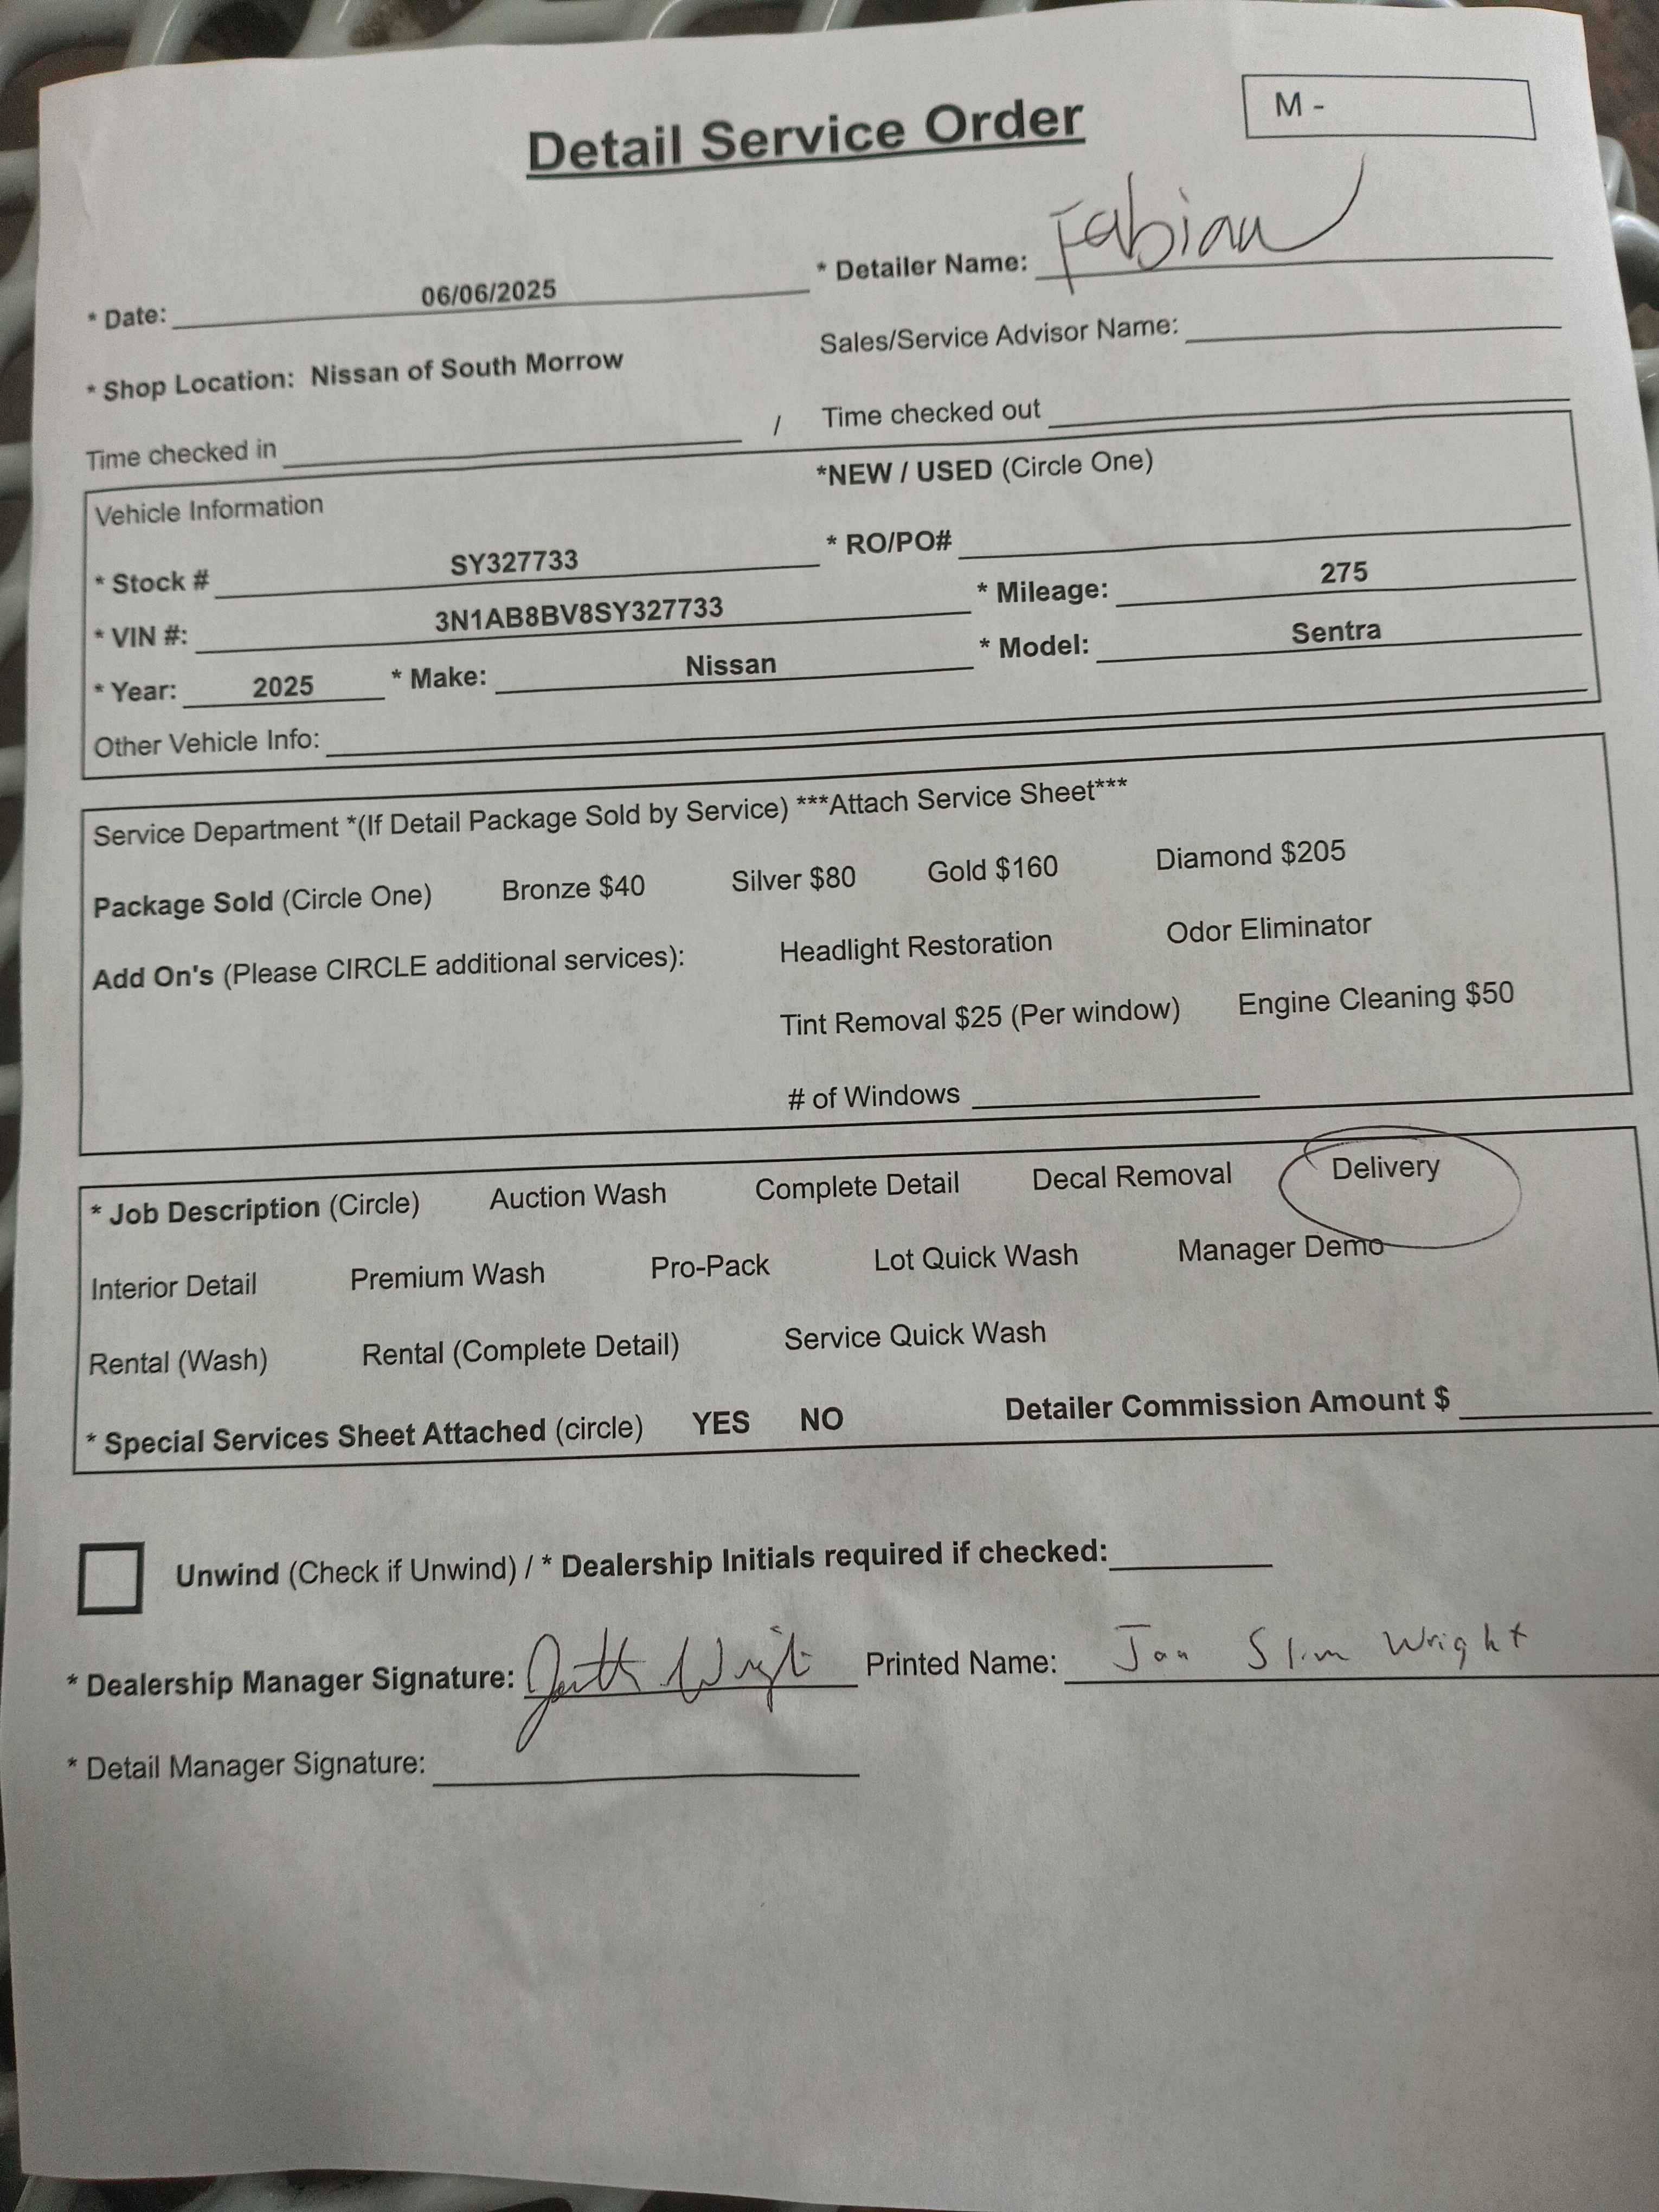 M -
Detail Service Order
* Date: 06/06/2025 * Detailer Name: Fabian
* Shop Location: Nissan of South Morrow Sales/Service Advisor Name:
Time checked in / Time checked out
Vehicle Information *NEW / USED (Circle One)
* Stock # SY327733 * RO/PO#
* VIN #: 3N1AB8BV8SY327733 * Mileage: 275
* Year: 2025 * Make: Nissan * Model: Sentra
Other Vehicle Info:
Service Department *(If Detail Package Sold by Service) ***Attach Service Sheet***
Package Sold (Circle One) Bronze $40 Silver $80 Gold $160 Diamond $205
Add On's (Please CIRCLE additional services): Headlight Restoration Odor Eliminator
Tint Removal $25 (Per window) Engine Cleaning $50
# of Windows
* Job Description (Circle) Auction Wash Complete Detail Decal Removal Delivery
Interior Detail Premium Wash Pro-Pack Lot Quick Wash Manager Demo
Rental (Wash) Rental (Complete Detail) Service Quick Wash
* Special Services Sheet Attached (circle) YES NO Detailer Commission Amount $
Unwind (Check if Unwind) / * Dealership Initials required if checked:
* Dealership Manager Signature: Wright Printed Name: Jon Slim Wright
* Detail Manager Signature: